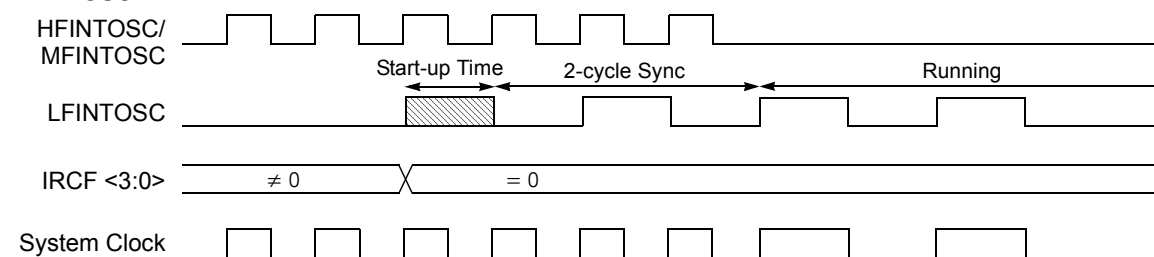 HFINTOSC/
MFINTOSC
Start-up Time 2-cycle Sync Running
LFINTOSC
IRCF <3:0> ≠ 0 = 0
System Clock